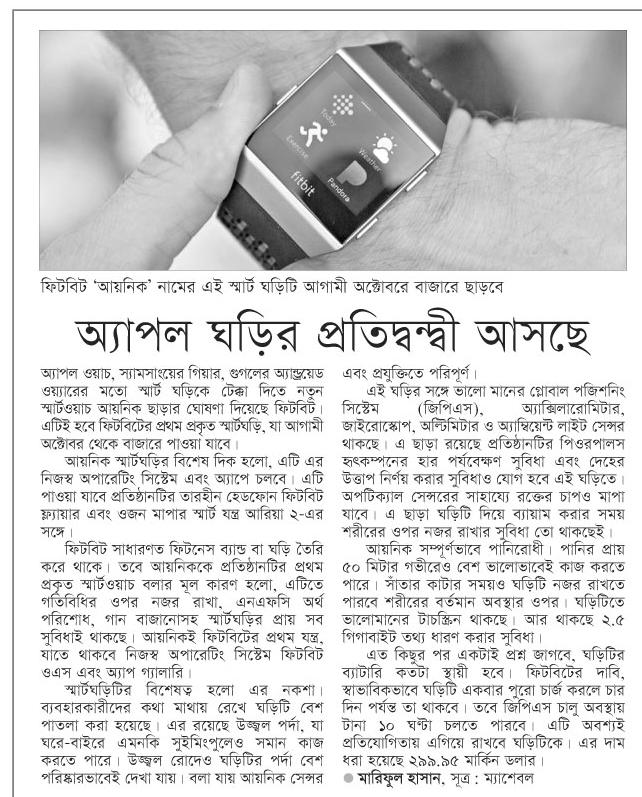 Today
Exercise
Weather
Pandora
fitbit
ফিটবিট ‘আয়নিক’ নামের এই স্মার্ট ঘড়িটি আগামী অক্টোবরে বাজারে ছাড়বে
অ্যাপল ঘড়ির প্রতিদ্বন্দ্বী আসছে
অ্যাপল ওয়াচ, স্যামসাংয়ের গিয়ার, গুগলের অ্যান্ড্রয়েড
ওয়্যারের মতো স্মার্ট ঘড়িকে টেক্কা দিতে নতুন
স্মার্টওয়াচ আয়নিক ছাড়ার ঘোষণা দিয়েছে ফিটবিট।
এটিই হবে ফিটবিটের প্রথম প্রকৃত স্মার্টঘড়ি, যা আগামী
অক্টোবর থেকে বাজারে পাওয়া যাবে।
আয়নিক স্মার্টঘড়ির বিশেষ দিক হলো, এটি এর
নিজস্ব অপারেটিং সিস্টেম এবং অ্যাপে চলবে। এটি
পাওয়া যাবে প্রতিষ্ঠানটির তারহীন হেডফোন ফিটবিট
ফ্ল্যায়ার এবং ওজন মাপার স্মার্ট যন্ত্র আরিয়া ২-এর
সঙ্গে।
ফিটবিট সাধারণত ফিটনেস ব্যান্ড বা ঘড়ি তৈরি
করে থাকে। তবে আয়নিককে প্রতিষ্ঠানটির প্রথম
প্রকৃত স্মার্টওয়াচ বলার মূল কারণ হলো, এটিতে
গতিবিধির ওপর নজর রাখা, এনএফসি অর্থ
পরিশোধ, গান বাজানোসহ স্মার্টঘড়ির প্রায় সব
সুবিধাই থাকছে। আয়নিকই ফিটবিটের প্রথম যন্ত্র,
যাতে থাকবে নিজস্ব অপারেটিং সিস্টেম ফিটবিট
ওএস এবং অ্যাপ গ্যালারি।
স্মার্টঘড়িটির বিশেষত্ব হলো এর নকশা।
ব্যবহারকারীদের কথা মাথায় রেখে ঘড়িটি বেশ
পাতলা করা হয়েছে। এর রয়েছে উজ্জ্বল পর্দা, যা
ঘরে-বাইরে এমনকি সুইমিংপুলেও সমান কাজ
করতে পারে। উজ্জ্বল রোদেও ঘড়িটির পর্দা বেশ
পরিষ্কারভাবেই দেখা যায়। বলা যায় আয়নিক সেন্সর
এবং প্রযুক্তিতে পরিপূর্ণ।
এই ঘড়ির সঙ্গে ভালো মানের গ্লোবাল পজিশনিং
সিস্টেম (জিপিএস), অ্যাক্সিলারোমিটার,
জাইরোস্কোপ, অল্টিমিটার ও অ্যাম্বিয়েন্ট লাইট সেন্সর
থাকছে। এ ছাড়া রয়েছে প্রতিষ্ঠানটির পিওরপালস
হৃৎকম্পনের হার পর্যবেক্ষণ সুবিধা এবং দেহের
উত্তাপ নির্ণয় করার সুবিধাও যোগ হবে এই ঘড়িতে।
অপটিক্যাল সেন্সরের সাহায্যে রক্তের চাপও মাপা
যাবে। এ ছাড়া ঘড়িটি দিয়ে ব্যায়াম করার সময়
শরীরের ওপর নজর রাখার সুবিধা তো থাকছেই।
আয়নিক সম্পূর্ণভাবে পানিরোধী। পানির প্রায়
৫০ মিটার গভীরেও বেশ ভালোভাবেই কাজ করতে
পারে। সাঁতার কাটার সময়ও ঘড়িটি নজর রাখতে
পারবে শরীরের বর্তমান অবস্থার ওপর। ঘড়িটিতে
ভালোমানের টাচস্ক্রিন থাকছে। আর থাকছে ২.৫
গিগাবাইট তথ্য ধারণ করার সুবিধা।
এত কিছুর পর একটাই প্রশ্ন জাগবে, ঘড়িটির
ব্যাটারি কতটা স্থায়ী হবে। ফিটবিটের দাবি,
স্বাভাবিকভাবে ঘড়িটি একবার পুরো চার্জ করলে চার
দিন পর্যন্ত তা থাকবে। তবে জিপিএস চালু অবস্থায়
টানা ১০ ঘণ্টা চলতে পারবে। এটি অবশ্যই
প্রতিযোগিতায় এগিয়ে রাখবে ঘড়িটিকে। এর দাম
ধরা হয়েছে ২৯৯.৯৫ মার্কিন ডলার।
● মারিফুল হাসান, সূত্র : ম্যাশেবল